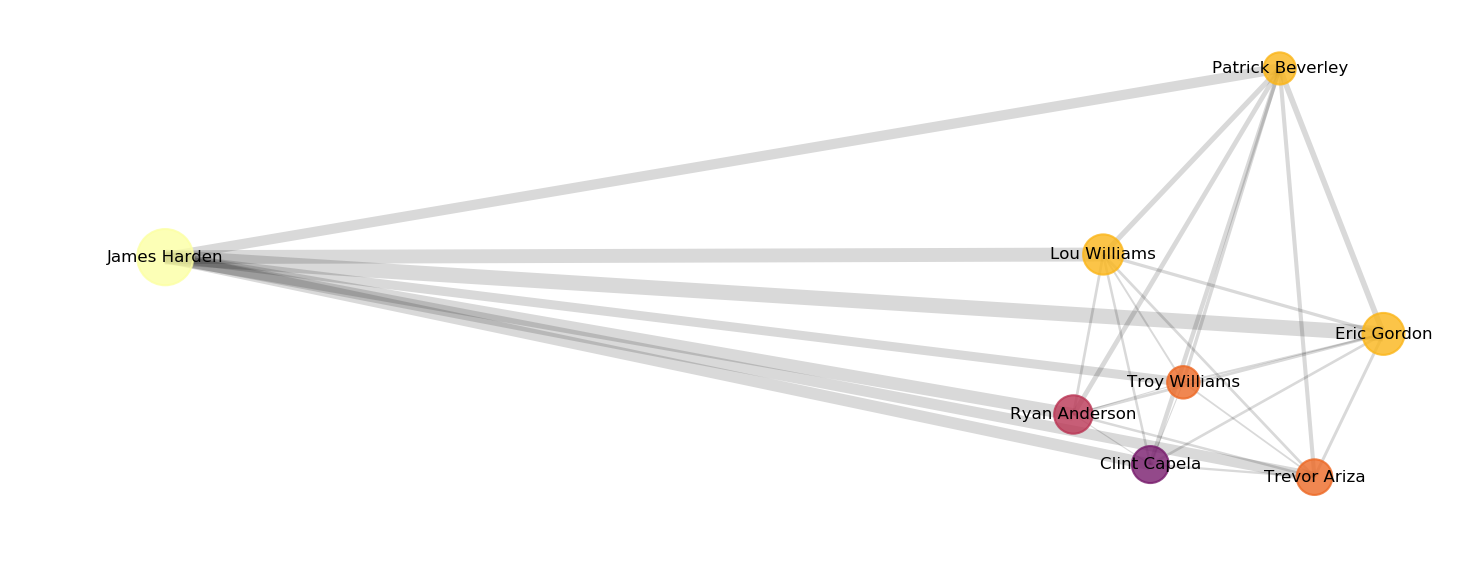 Patrick Beverley
James Harden
Lou Williams
Eric Gordon
Troy Williams
Ryan Anderson
Clint Capela
Trevor Ariza